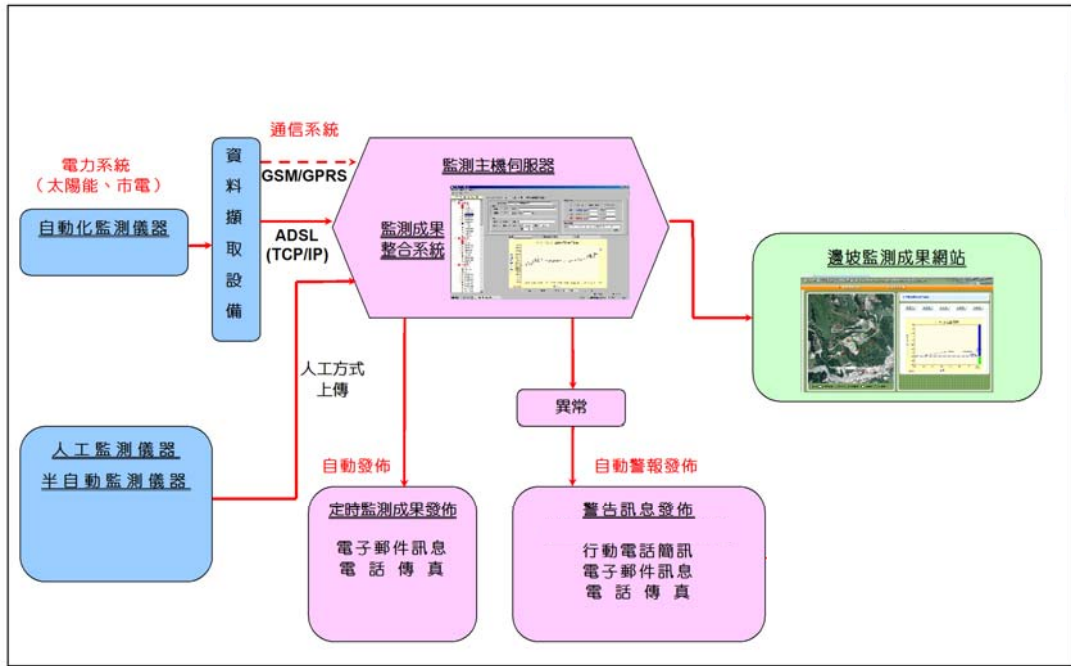 通信系統
電力系統
（太陽能、市電）
自動化監測儀器
資
料
擷
取
設
備
GSM/GPRS
ADSL
(TCP/IP)
監測主機伺服器
監測成果
整合系統
邊坡監測成果網站
人工方式
上傳
異常
人工監測儀器
半自動監測儀器
自動發佈
自動警報發佈
定時監測成果發佈
電子郵件訊息
電話傳真
警告訊息發佈
行動電話簡訊
電子郵件訊息
電話傳真